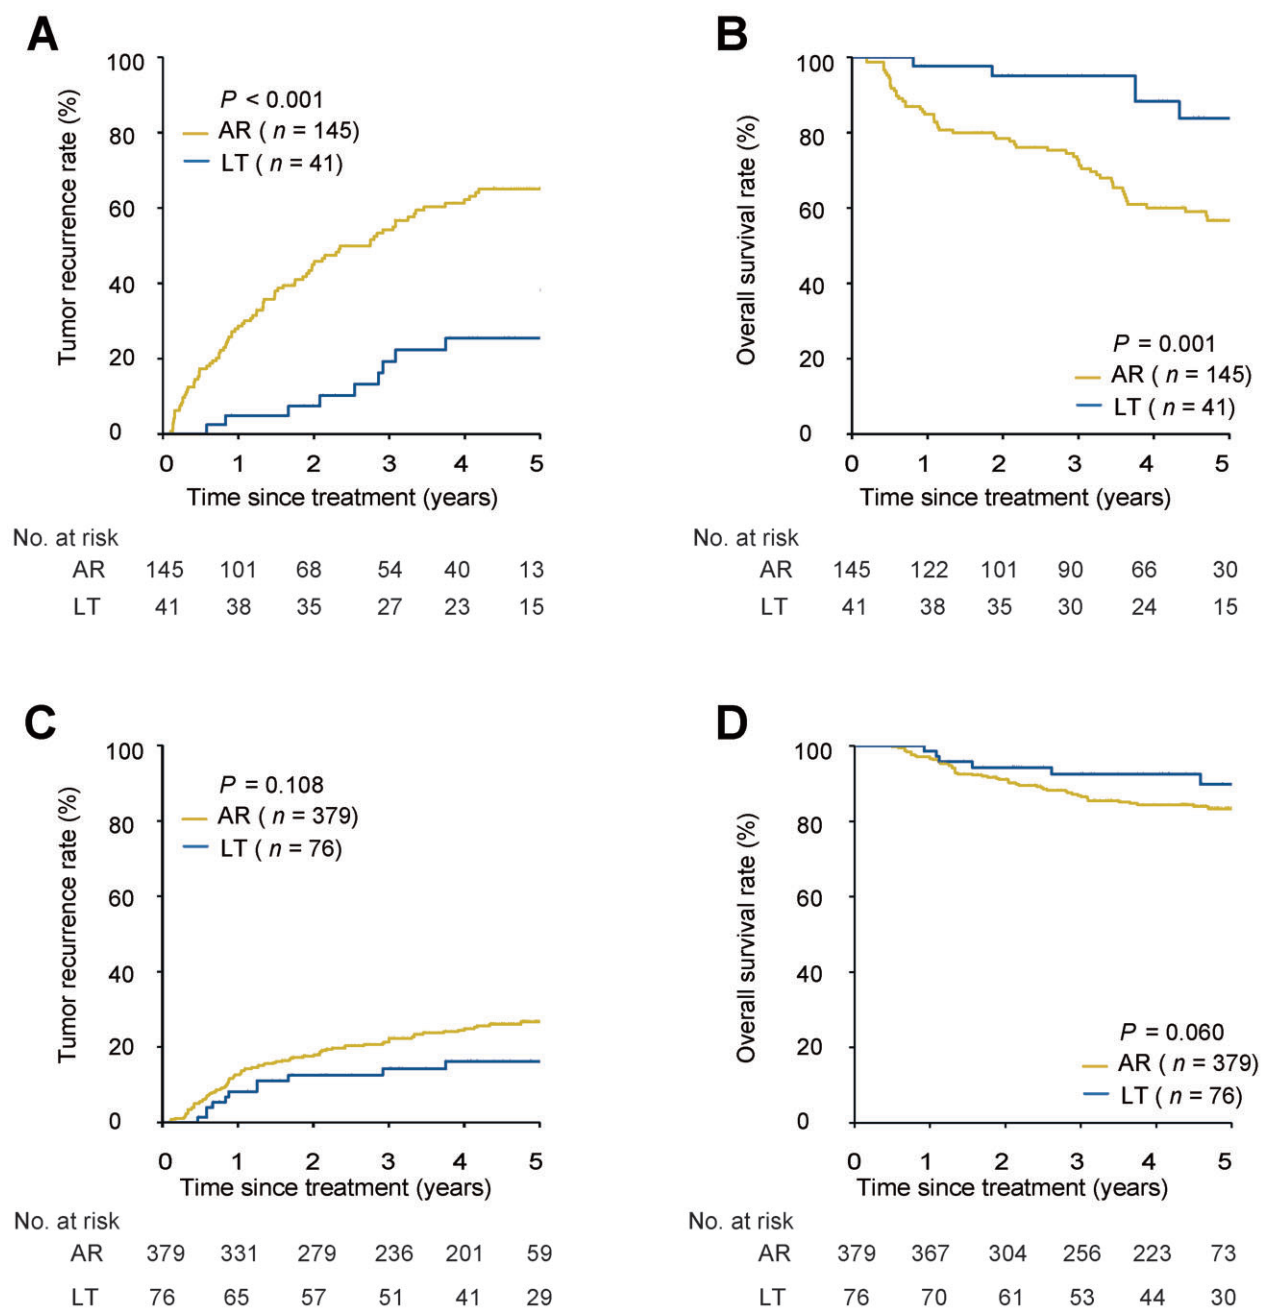 A
Tumor recurrence rate (%)
100
80
60
40
20
0
P < 0.001
AR ( n = 145)
LT ( n = 41)
0 1 2 3 4 5
Time since treatment (years)
No. at risk
AR 145 101 68 54 40 13
LT 41 38 35 27 23 15
B
Overall survival rate (%)
100
80
60
40
20
0
P = 0.001
AR ( n = 145)
LT ( n = 41)
0 1 2 3 4 5
Time since treatment (years)
No. at risk
AR 145 122 101 90 66 30
LT 41 38 35 30 24 15
C
Tumor recurrence rate (%)
100
80
60
40
20
0
P = 0.108
AR ( n = 379)
LT ( n = 76)
0 1 2 3 4 5
Time since treatment (years)
No. at risk
AR 379 331 279 236 201 59
LT 76 65 57 51 41 29
D
Overall survival rate (%)
100
80
60
40
20
0
P = 0.060
AR ( n = 379)
LT ( n = 76)
0 1 2 3 4 5
Time since treatment (years)
No. at risk
AR 379 367 304 256 223 73
LT 76 70 61 53 44 30